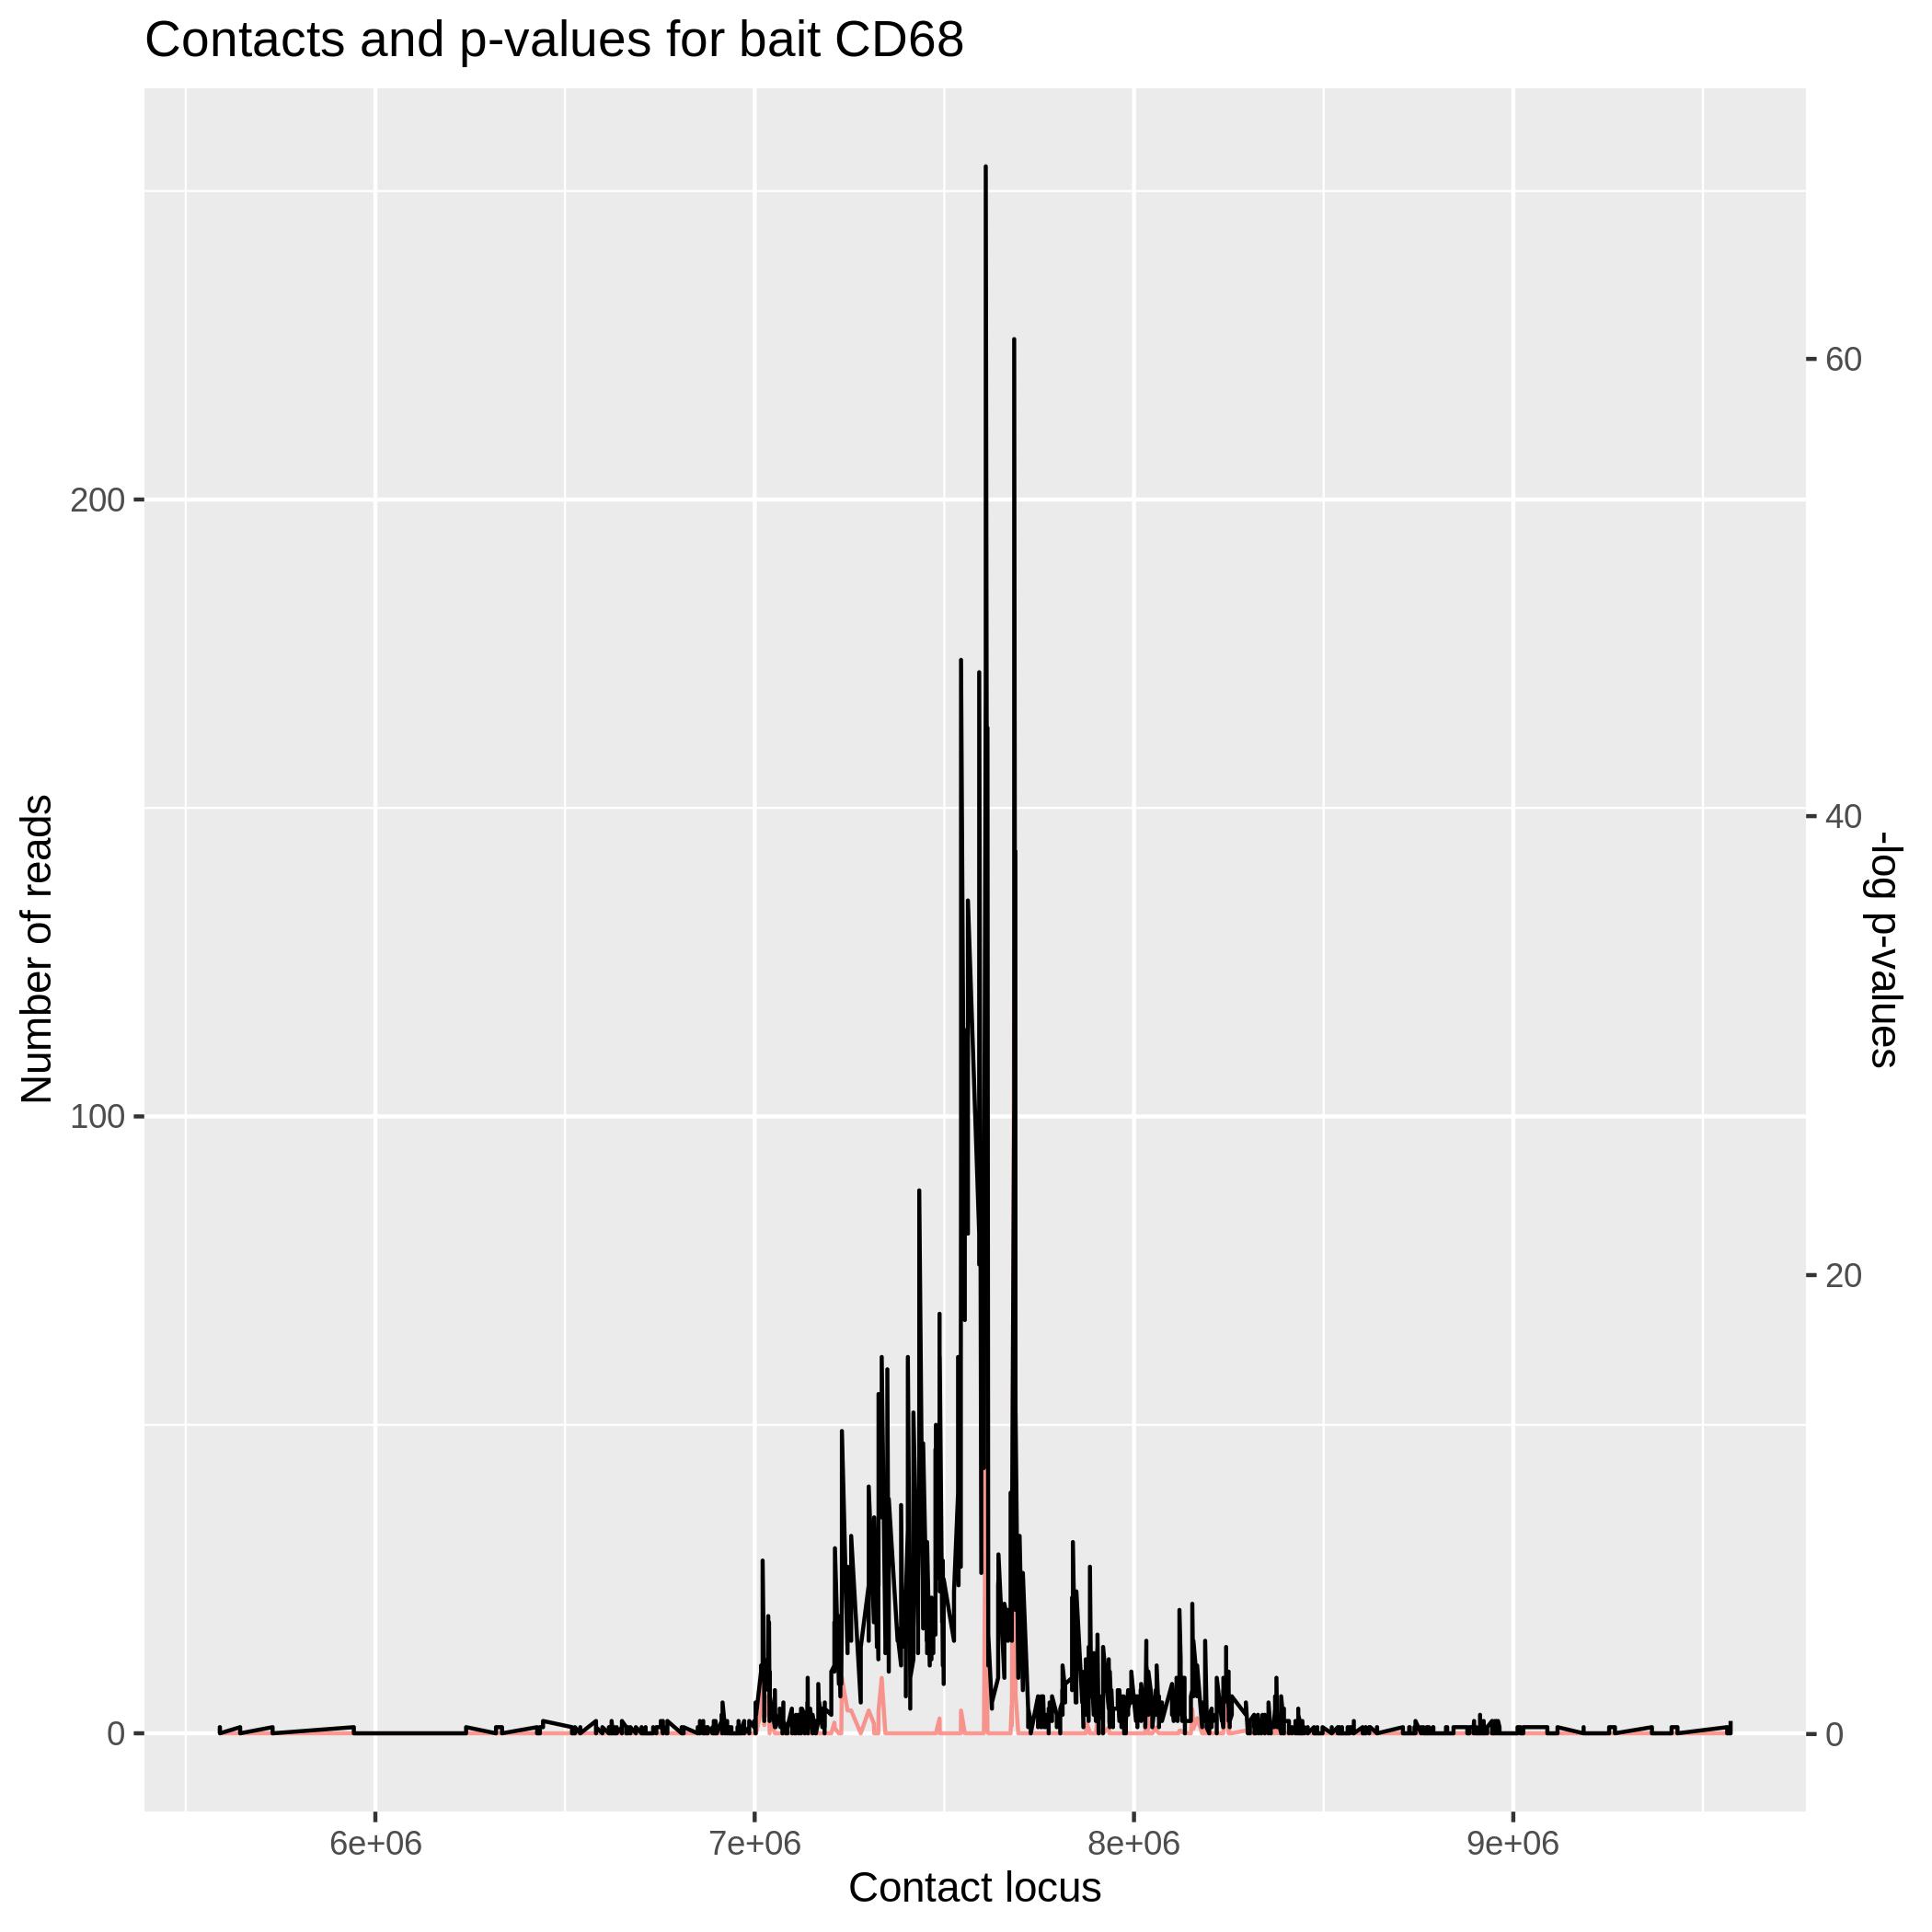 Contacts and p-values for bait CD68
Number of reads
200
100
0
60
40
20
0
-log p-values
6e+06 7e+06 8e+06 9e+06
Contact locus